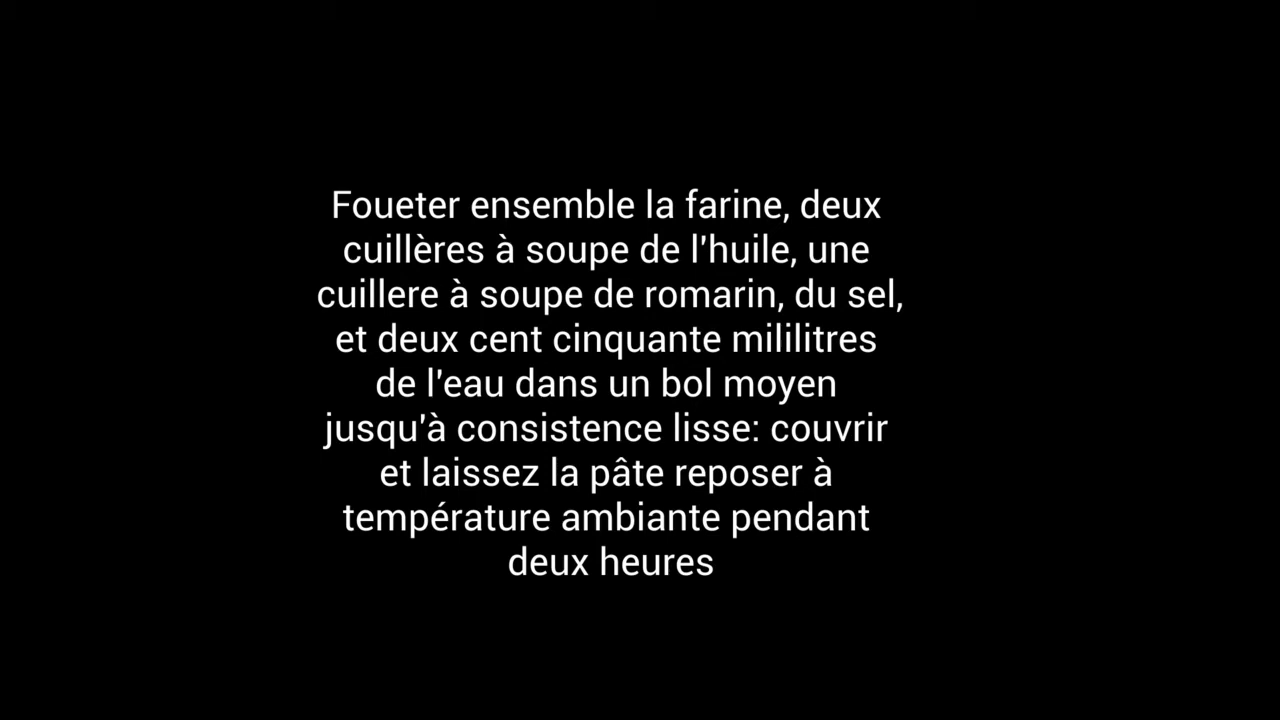 Foueter ensemble la farine, deux
cuillères à soupe de l'huile, une
cuillere à soupe de romarin, du sel,
et deux cent cinquante mililitres
de l'eau dans un bol moyen
jusqu'à consistence lisse: couvrir
et laissez la pâte reposer à
température ambiante pendant
deux heures